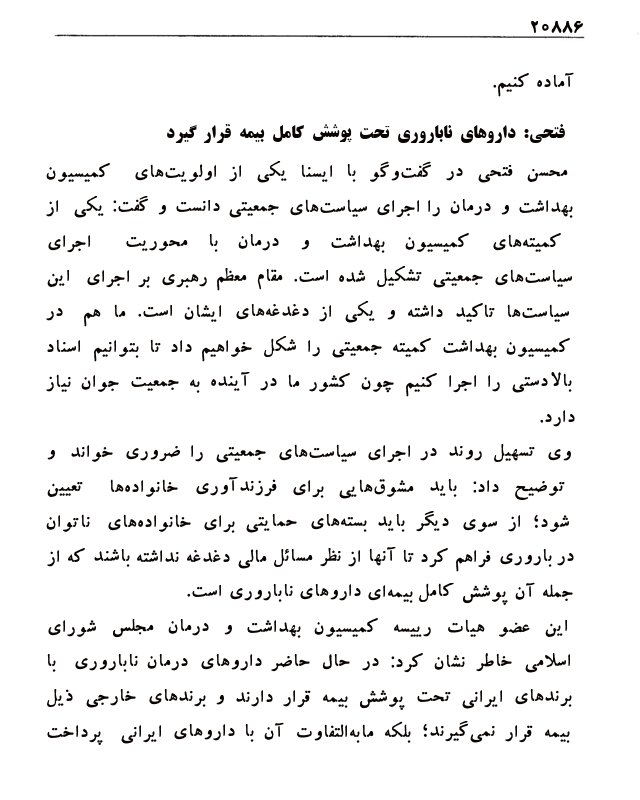 ۲۰۸۸۶
آماده کنیم.
فتحی: داروهای ناباروری تحت پوشش کامل بیمه قرار گیرد
محسن فتحی در گفت‌وگو با ایسنا یکی از اولویت‌های کمیسیون
بهداشت و درمان را اجرای سیاست‌های جمعیتی دانست و گفت: یکی از
کمیته‌های کمیسیون بهداشت و درمان با محوریت اجرای
سیاست‌های جمعیتی تشکیل شده است. مقام معظم رهبری بر اجرای این
سیاست‌ها تاکید داشته و یکی از دغدغه‌های ایشان است. ما هم در
کمیسیون بهداشت کمیته جمعیتی را شکل خواهیم داد تا بتوانیم اسناد
بالادستی را اجرا کنیم چون کشور ما در آینده به جمعیت جوان نیاز
دارد.
وی تسهیل روند در اجرای سیاست‌های جمعیتی را ضروری خواند و
توضیح داد: باید مشوق‌هایی برای فرزندآوری خانواده‌ها تعیین
شود؛ از سوی دیگر باید بسته‌های حمایتی برای خانواده‌های ناتوان
در باروری فراهم کرد تا آنها از نظر مسائل مالی دغدغه نداشته باشند که از
جمله آن پوشش کامل بیمه‌ای داروهای ناباروری است.
این عضو هیات رییسه کمیسیون بهداشت و درمان مجلس شورای
اسلامی خاطر نشان کرد: در حال حاضر داروهای درمان ناباروری با
برندهای ایرانی تحت پوشش بیمه قرار دارند و برندهای خارجی ذیل
بیمه قرار نمی‌گیرند؛ بلکه مابه‌التفاوت آن با داروهای ایرانی پرداخت